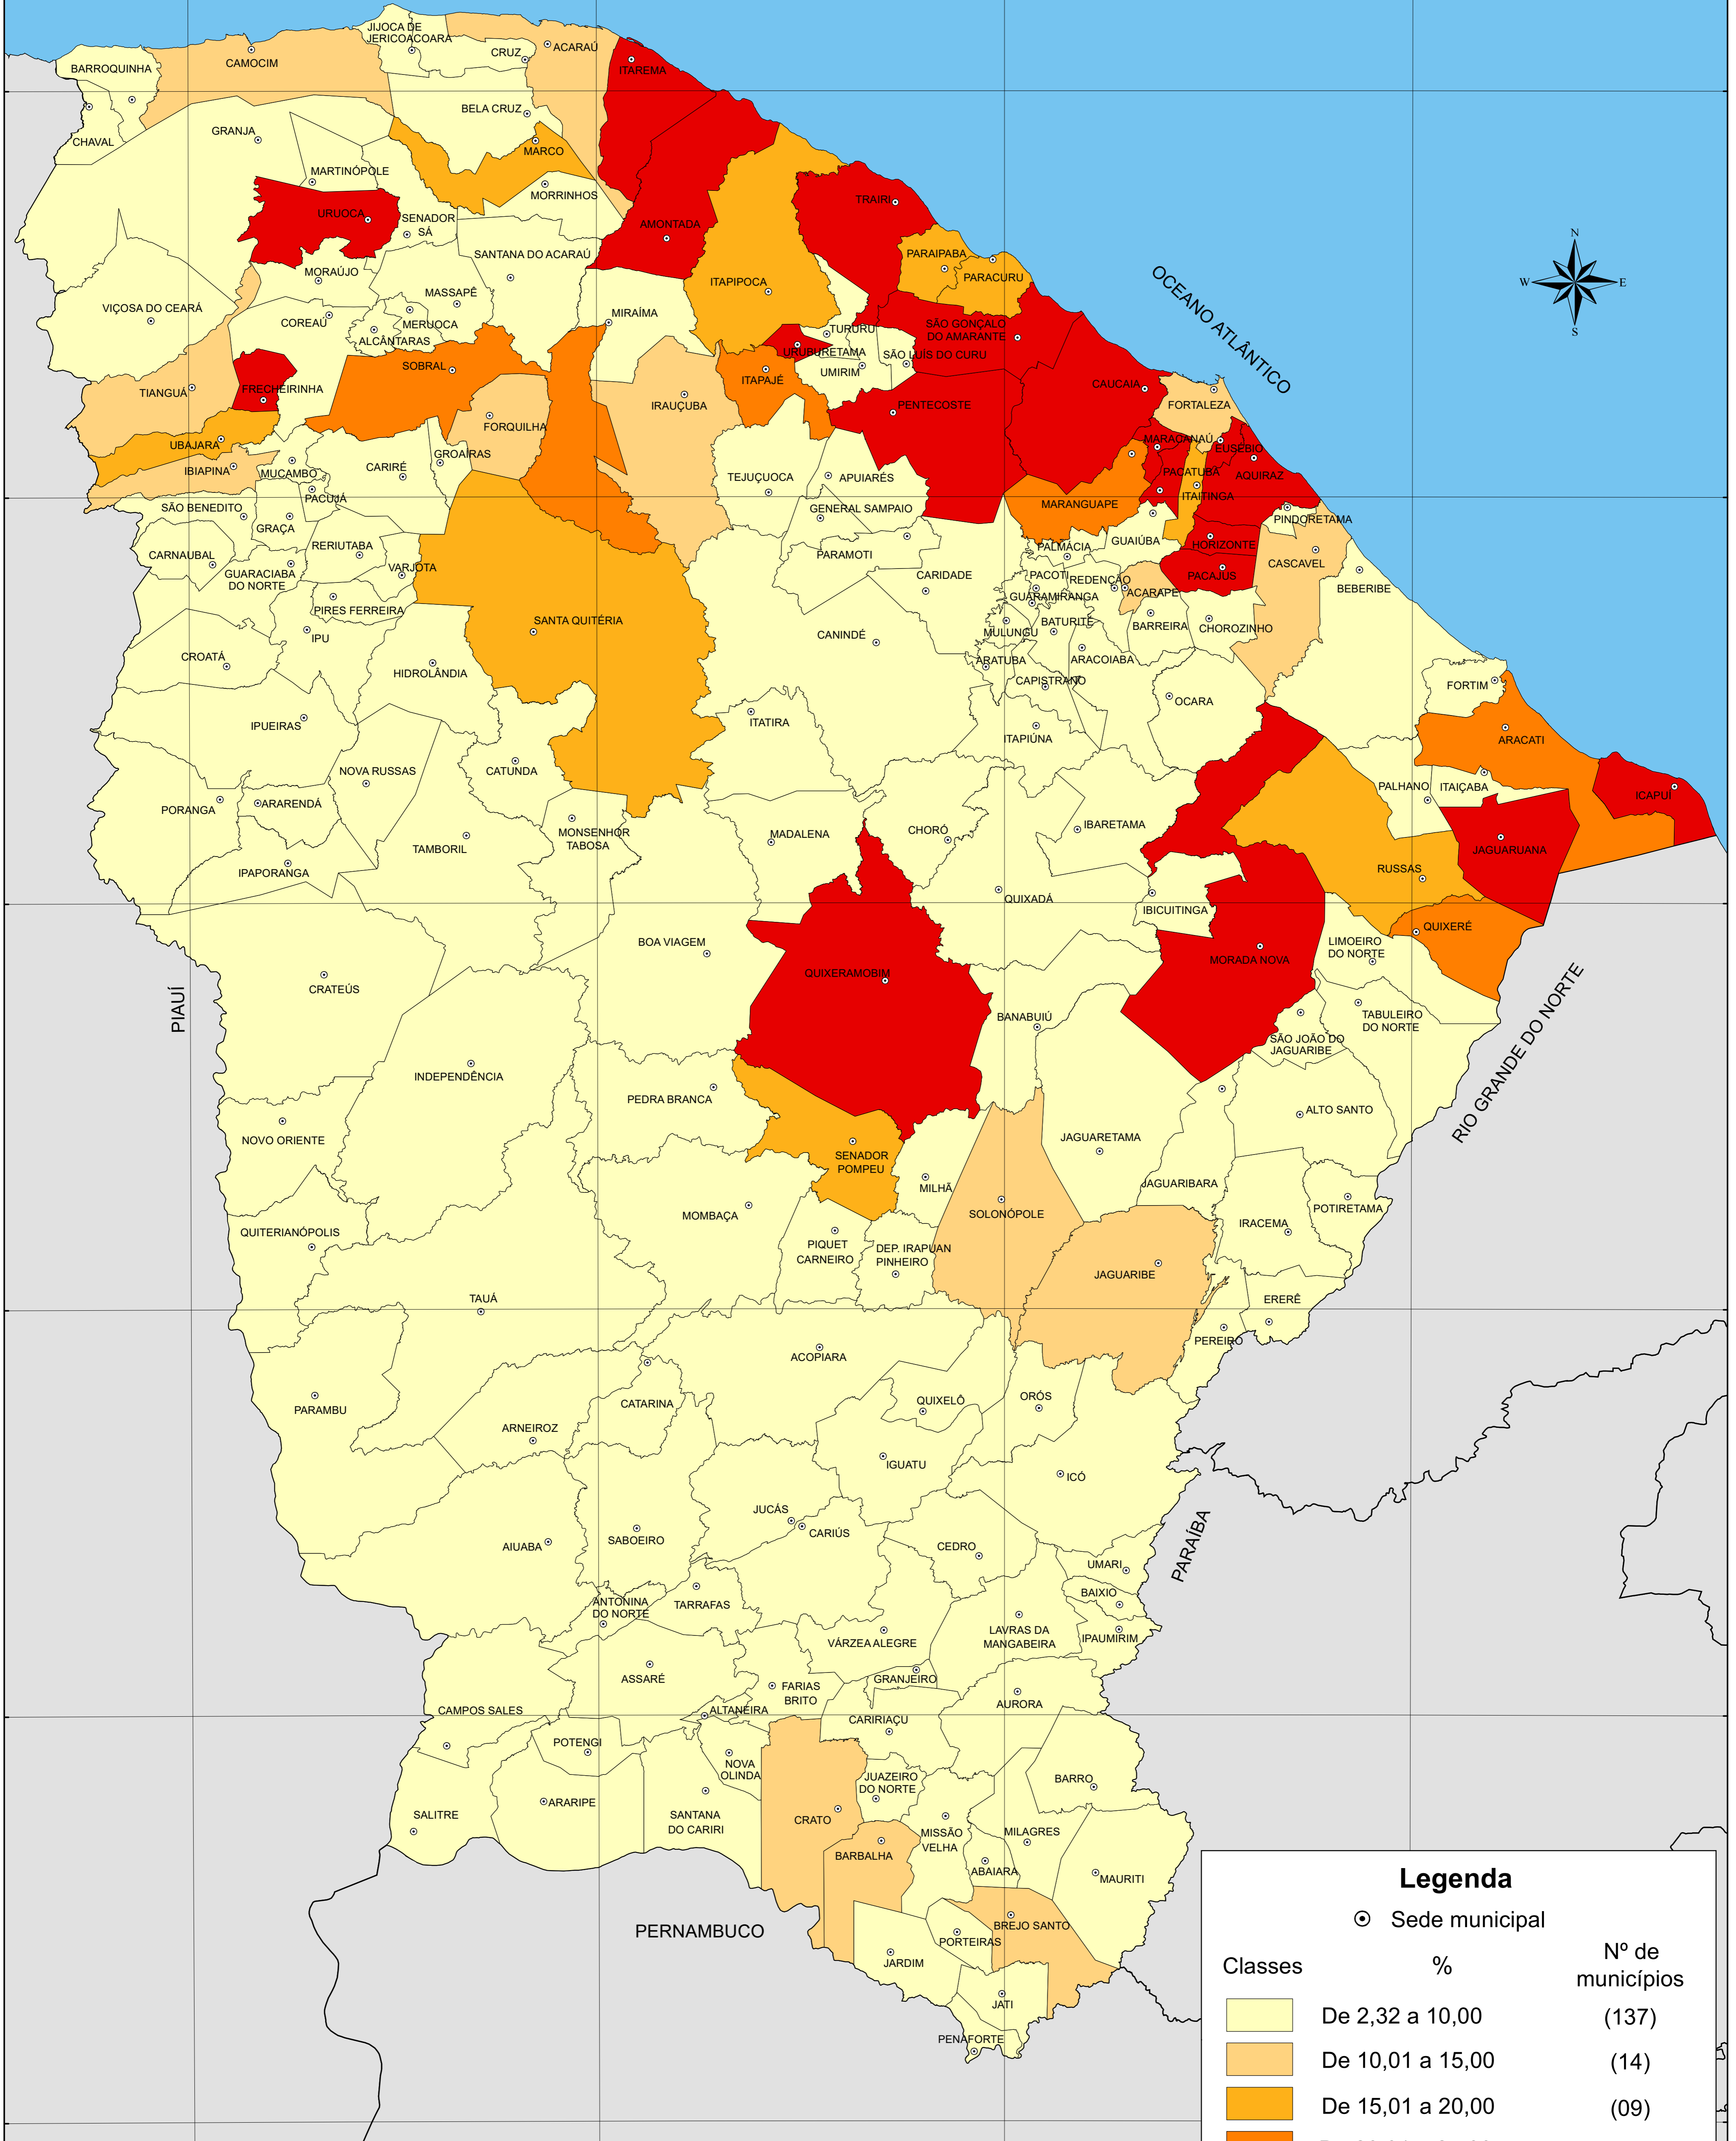 JIJOCA DE
JERICOACOARA
CRUZ
ACARAÚ
ITAREMA
CAMOCIM
BARROQUINHA
BELA CRUZ
CHAVAL
GRANJA
MARCO
MARTINÓPOLE
MORRINHOS
URUOCA
SENADOR
SÁ
TRAIRI
AMONTADA
SANTANA DO ACARAÚ
PARAIPABA
PARACURU
N
W
E
S
OCEANO ATLÂNTICO
MORAÚJO
ITAPIPOCA
MASSAPÊ
VIÇOSA DO CEARÁ
MIRAÍMA
COREAÚ
MERUOCA
ALCÂNTARAS
TURURU
SÃO GONÇALO
DO AMARANTE
URUBURETAMA
SÃO LUÍS DO CURU
SOBRAL
UMIRIM
ITAPAJÉ
CAUCAIA
TIANGUÁ
FRECHEIRINHA
IRAUÇUBA
PENTECOSTE
FORTALEZA
FORQUILHA
UBAJARA
MARACANAÚ
EUSÉBIO
GROAÍRAS
IBIAPINA
MUCAMBO
CARIRÉ
TEJUÇUOCA
APUIARÉS
PACATUBA
AQUIRAZ
PACUJÁ
ITAITINGA
MARANGUAPE
SÃO BENEDITO
GRAÇA
GENERAL SAMPAIO
PINDORETAMA
RERIUTABA
CARNAUBAL
PARAMOTI
PALMÁCIA
GUAIÚBA
HORIZONTE
CASCAVEL
GUARACIABA
DO NORTE
VARJOTA
CARIDADE
PACOTI
REDENÇÃO
PACAJUS
BEBERIBE
PIRES FERREIRA
GUARAMIRANGA
ACARAPE
SANTA QUITÉRIA
IPU
CANINDÉ
MULUNGU
BATURITÉ
BARREIRA
CHOROZINHO
CROATÁ
HIDROLÂNDIA
ARATUBA
ARACOIABA
CAPISTRANO
OCARA
FORTIM
IPUEIRAS
ITATIRA
ITAPIÚNA
ARACATI
NOVA RUSSAS
CATUNDA
PORANGA
ARARENDÁ
PALHANO
ITAIÇABA
ICAPUÍ
MONSENHOR
TABOSA
MADALENA
CHORÓ
IBARETAMA
TAMBORIL
JAGUARUANA
IPAPORANGA
RUSSAS
QUIXADÁ
IBICUITINGA
QUIXERÉ
BOA VIAGEM
LIMOEIRO
DO NORTE
QUIXERAMOBIM
MORADA NOVA
CRATEÚS
PIAUÍ
BANABUIÚ
TABULEIRO
DO NORTE
SÃO JOÃO DO
JAGUARIBE
RIO GRANDE DO NORTE
INDEPENDÊNCIA
PEDRA BRANCA
ALTO SANTO
NOVO ORIENTE
JAGUARETAMA
SENADOR
POMPEU
MILHÃ
JAGUARIBARA
POTIRETAMA
MOMBAÇA
SOLONÓPOLE
IRACEMA
QUITERIANÓPOLIS
PIQUET
CARNEIRO
DEP. IRAPUAN
PINHEIRO
JAGUARIBE
TAUÁ
ERERÊ
PEREIRO
ACOPIARA
PARAMBU
CATARINA
QUIXELÔ
ORÓS
ARNEIROZ
IGUATU
ICÓ
JUCÁS
CARIÚS
SABOEIRO
AIUABA
CEDRO
PARAÍBA
UMARI
BAIXIO
ANTONINA
DO NORTE
TARRAFAS
LAVRAS DA
MANGABEIRA
IPAUMIRIM
VÁRZEA ALEGRE
ASSARÉ
GRANJEIRO
FARIAS
BRITO
AURORA
CAMPOS SALES
ALTANEIRA
CARIRIAÇU
POTENGI
NOVA
OLINDA
JUAZEIRO
DO NORTE
BARRO
ARARIPE
SALITRE
SANTANA
DO CARIRI
CRATO
MISSÃO
VELHA
MILAGRES
BARBALHA
ABAIARA
MAURITI
PERNAMBUCO
BREJO SANTO
PORTEIRAS
JARDIM
JATI
PENAFORTE
Legenda
Sede municipal
Classes % Nº de
municípios
De 2,32 a 10,00 (137)
De 10,01 a 15,00 (14)
De 15,01 a 20,00 (09)